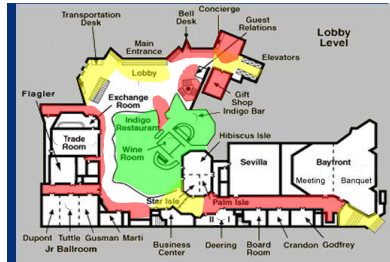 Concierge
Transportation
Desk
Bell
Desk
Guest
Relations
Lobby
Level
Main
Entrance
Elevators
Lobby
Flagler
Exchange
Room
Gift
Shop
Indigo
Restaurant
Indigo Bar
Trade
Room
Wine
Room
Hibiscus Isle
Sevilla
Bayfront
Meeting
Banquet
Star Isle
Palm Isle
I
II
Dupont
Tuttle
Gusman
Marti
Jr Ballroom
Business
Center
Deering
Board
Room
Crandon
Godfrey